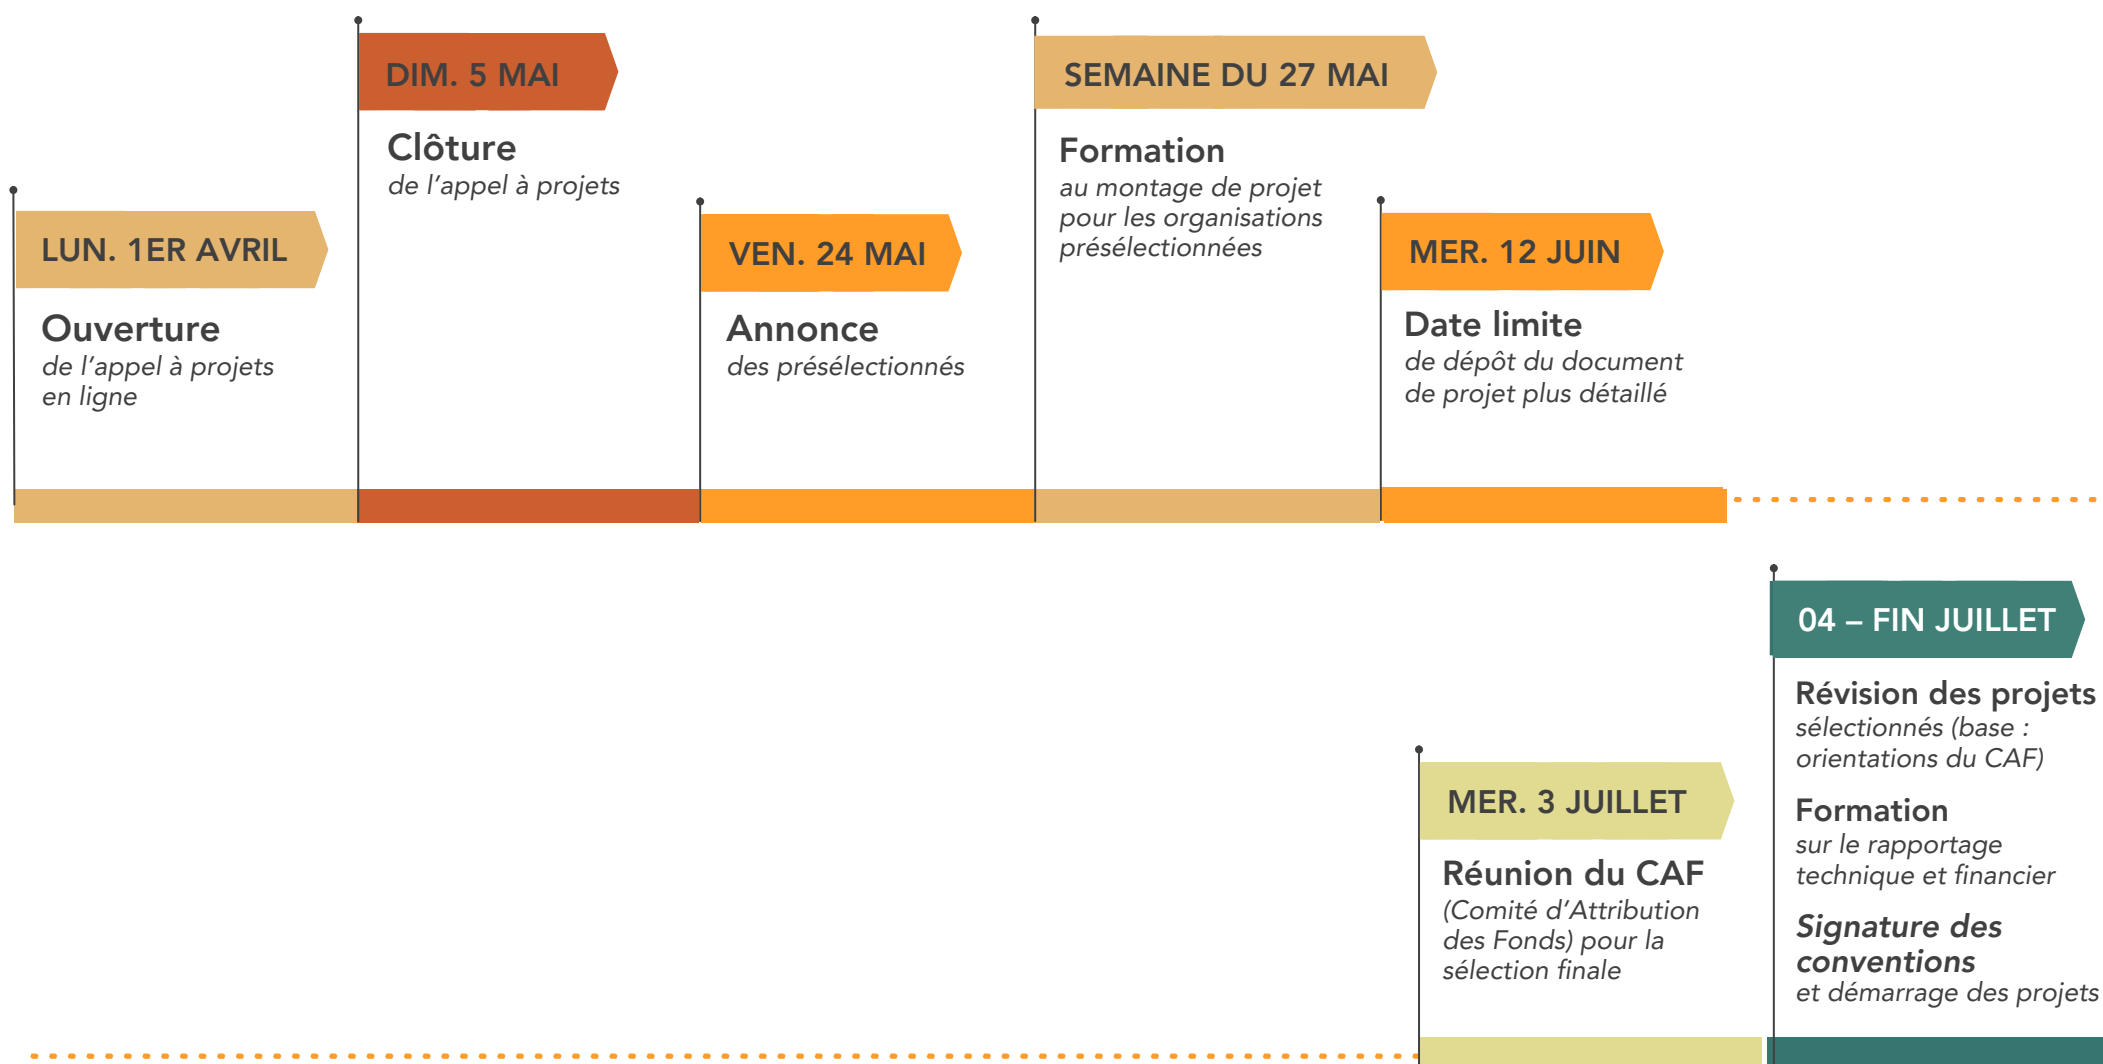 LUN. 1ER AVRIL
Ouverture
de l'appel à projets
en ligne
DIM. 5 MAI
Clôture
de l'appel à projets
VEN. 24 MAI
Annonce
des présélectionnés
SEMAINE DU 27 MAI
Formation
au montage de projet
pour les organisations
présélectionnées
MER. 12 JUIN
Date limite
de dépôt du document
de projet plus détaillé
MER. 3 JUILLET
Réunion du CAF
(Comité d'Attribution
des Fonds) pour la
sélection finale
04 – FIN JUILLET
Révision des projets
sélectionnés (base :
orientations du CAF)
Formation
sur le rapportage
technique et financier
Signature des
conventions
et démarrage des projets